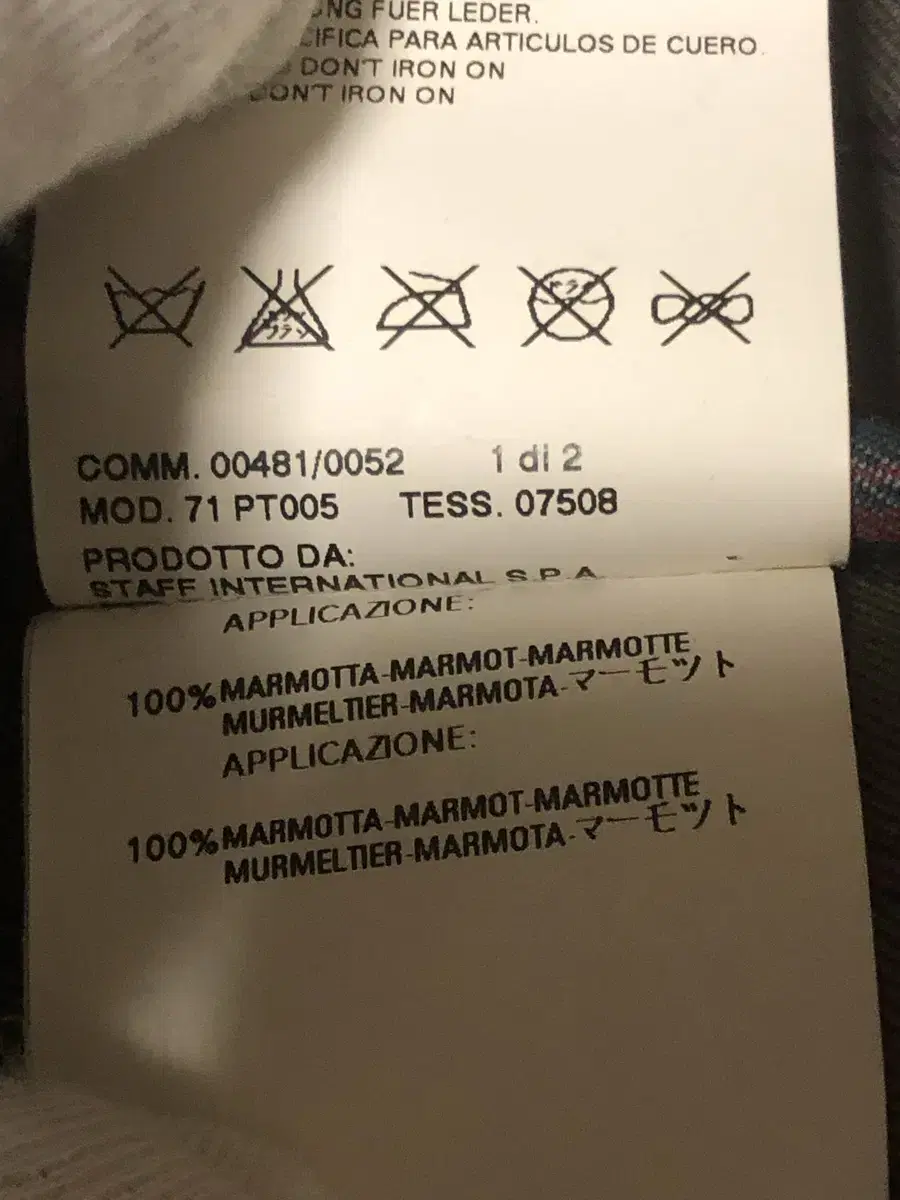 FUER LEDER.
PARA ARTICULOS DE CUERO.
DON'T IRON ON
DON'T IRON ON
COMM. 00481/0052 1 di 2
MOD. 71 PT005 TESS. 07508
PRODOTTO DA:
STAFF INTERNATIONAL S.P.A.
APPLICAZIONE:
100% MARMOTTA-MARMOT-MARMOTTE
MURMELTIER-MARMOTA-マーモット
APPLICAZIONE:
100% MARMOTTA-MARMOT-MARMOTTE
MURMELTIER-MARMOTA-マーモット